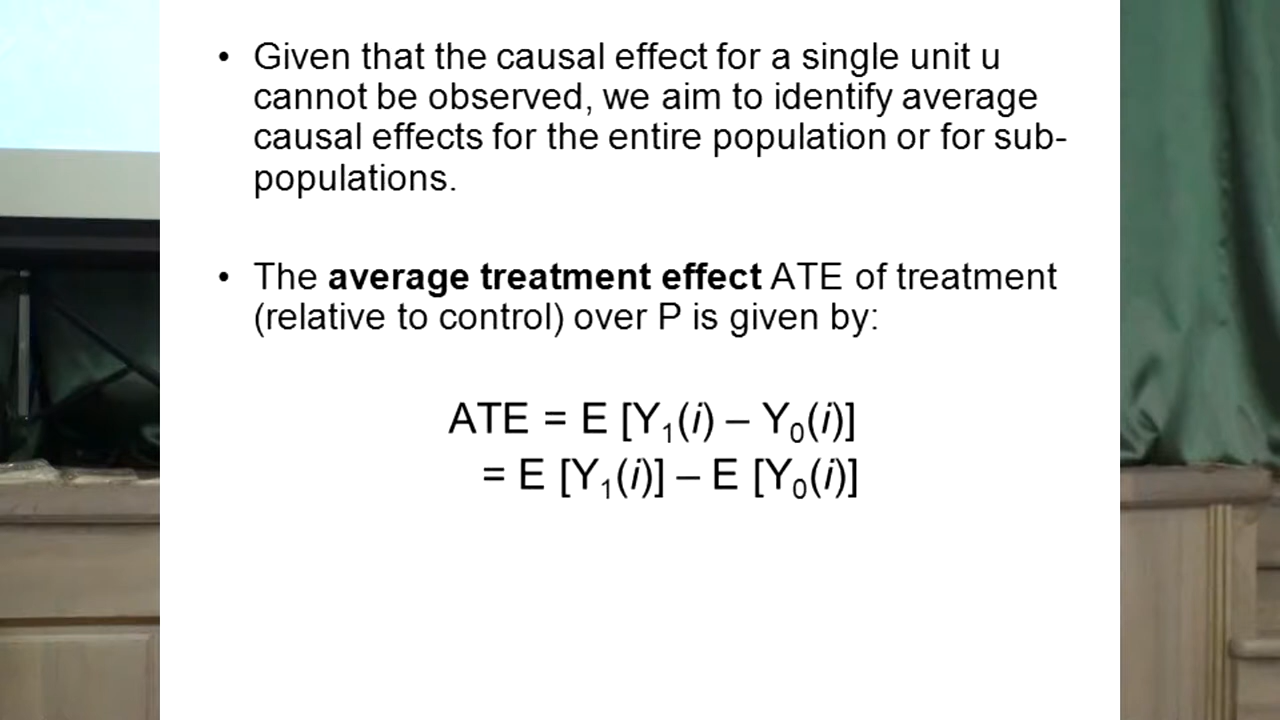 • Given that the causal effect for a single unit u
cannot be observed, we aim to identify average
causal effects for the entire population or for sub-
populations.
• The average treatment effect ATE of treatment
(relative to control) over P is given by:
ATE = E [Y₁(i) – Y₀(i)]
= E [Y₁(i)] – E [Y₀(i)]